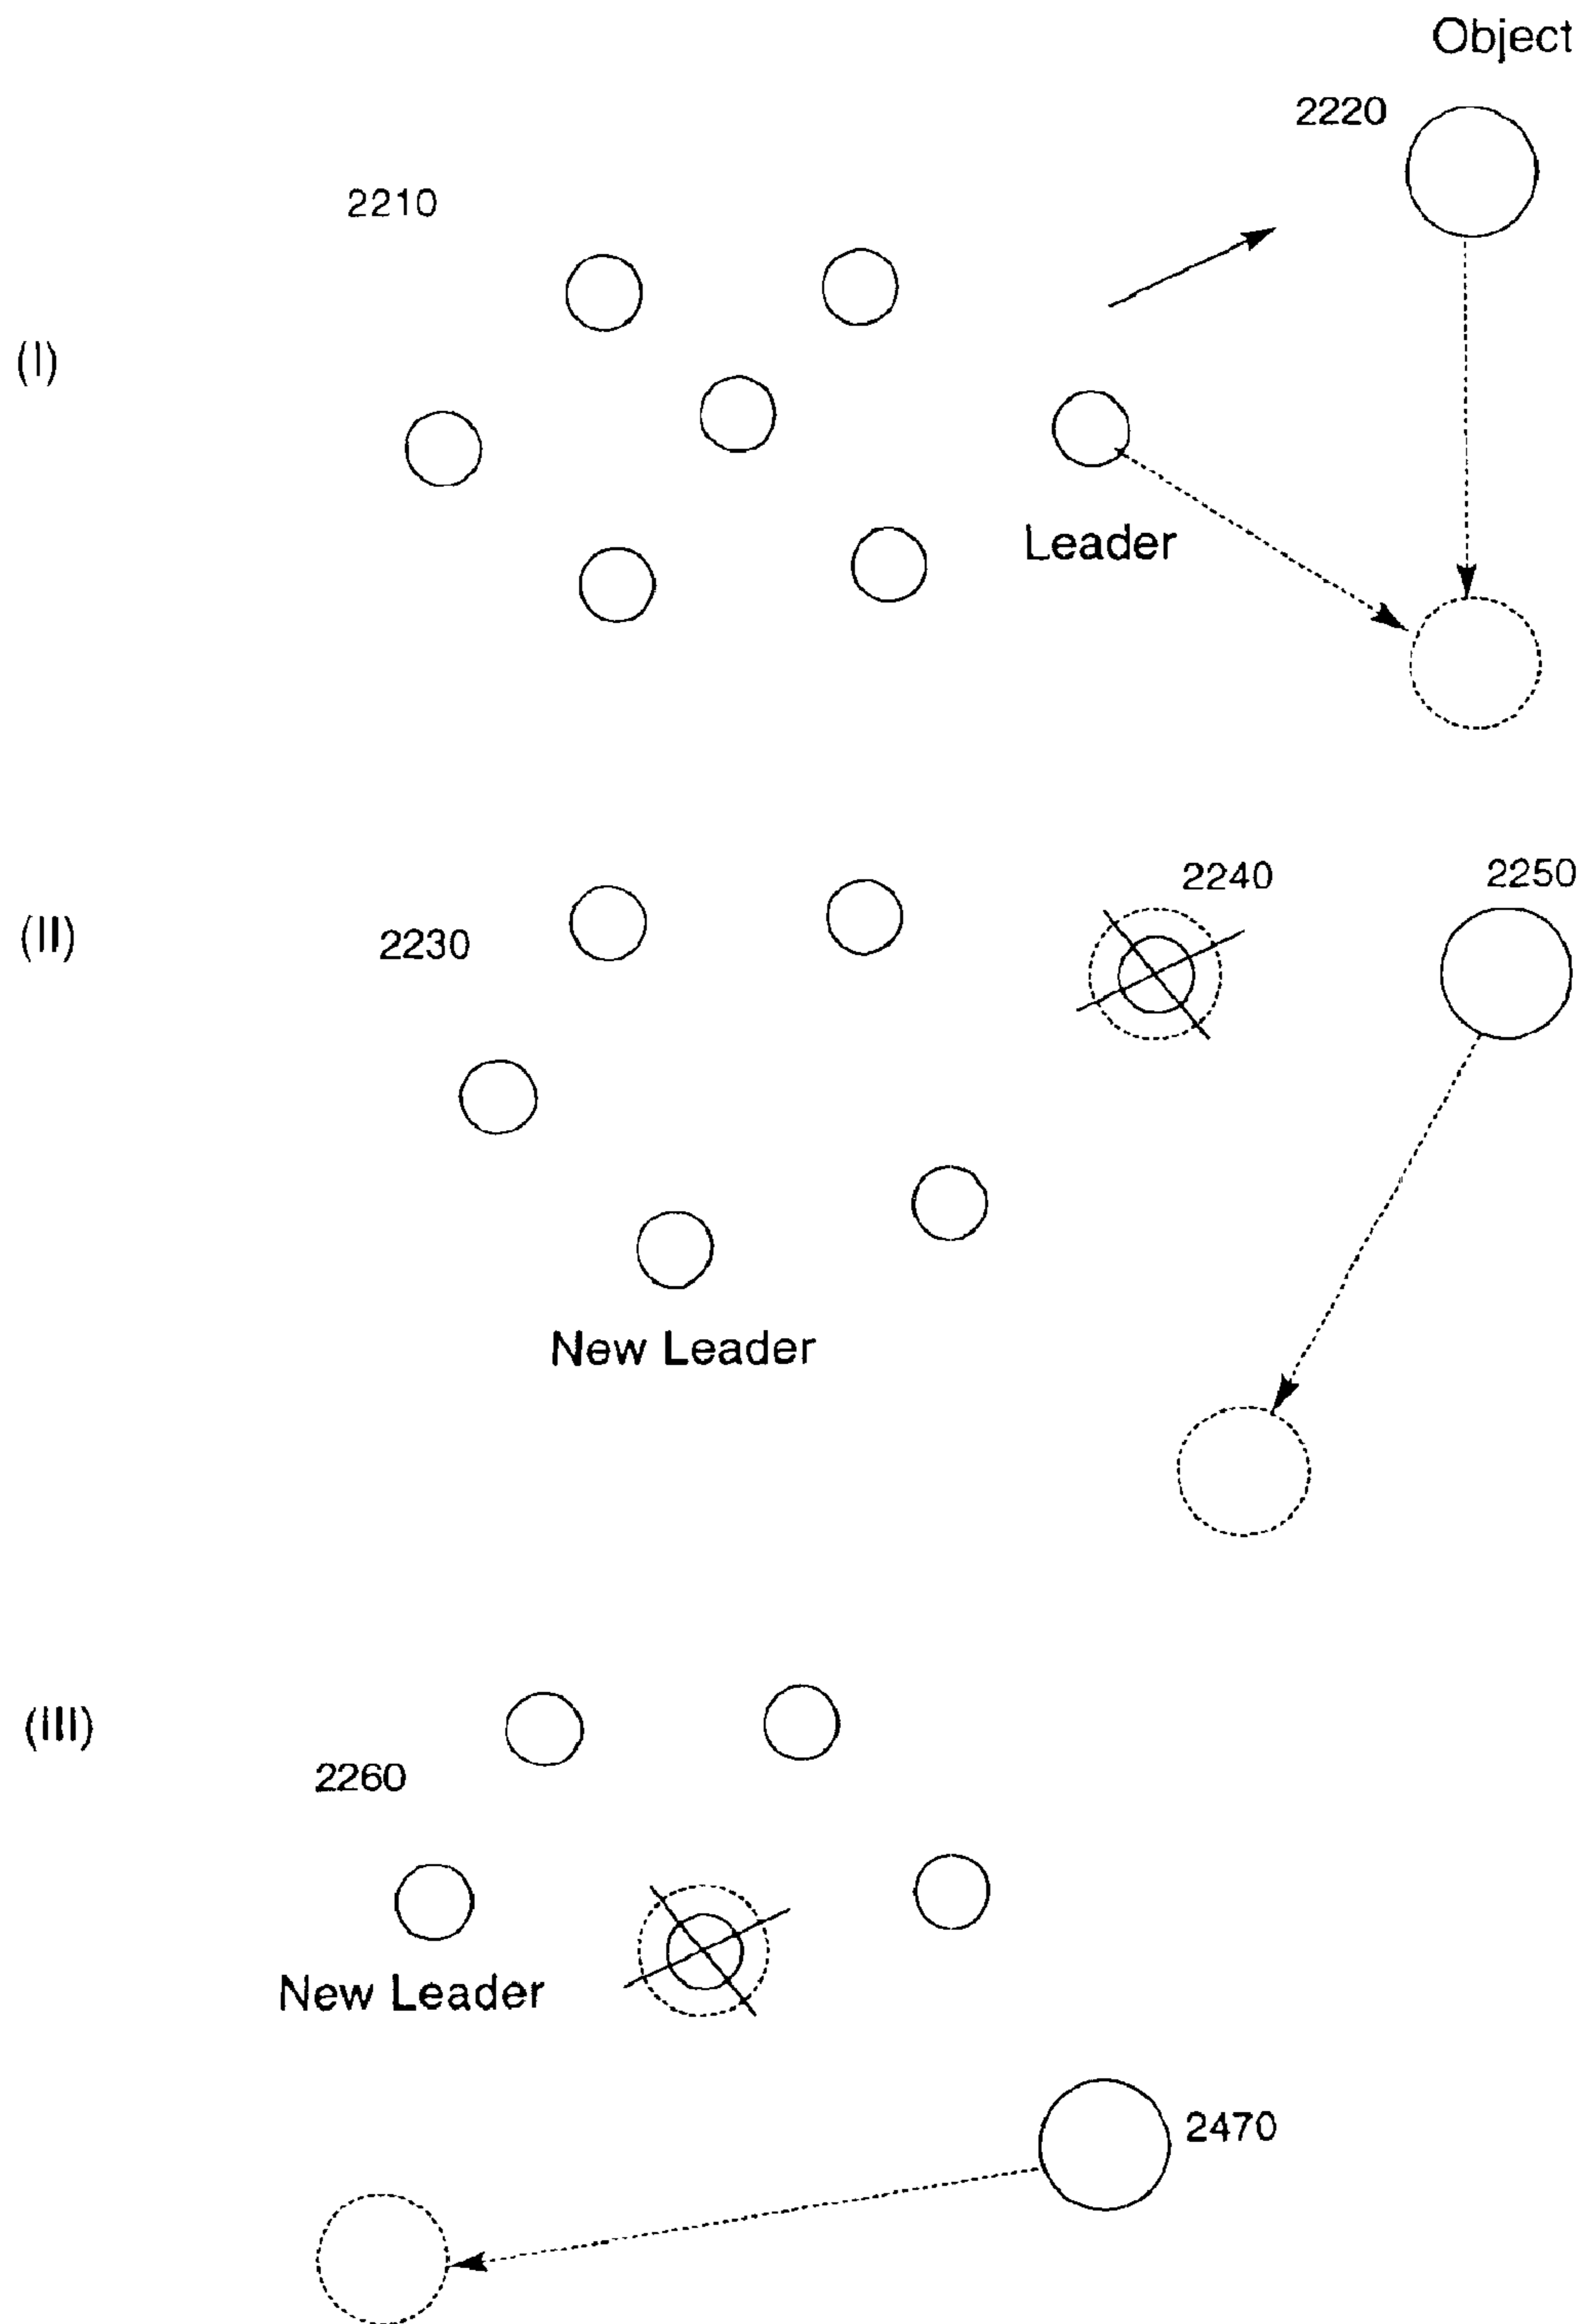 Object
2220
2210
(I)
Leader
2240
2250
(II)
2230
New Leader
(III)
2260
New Leader
2470